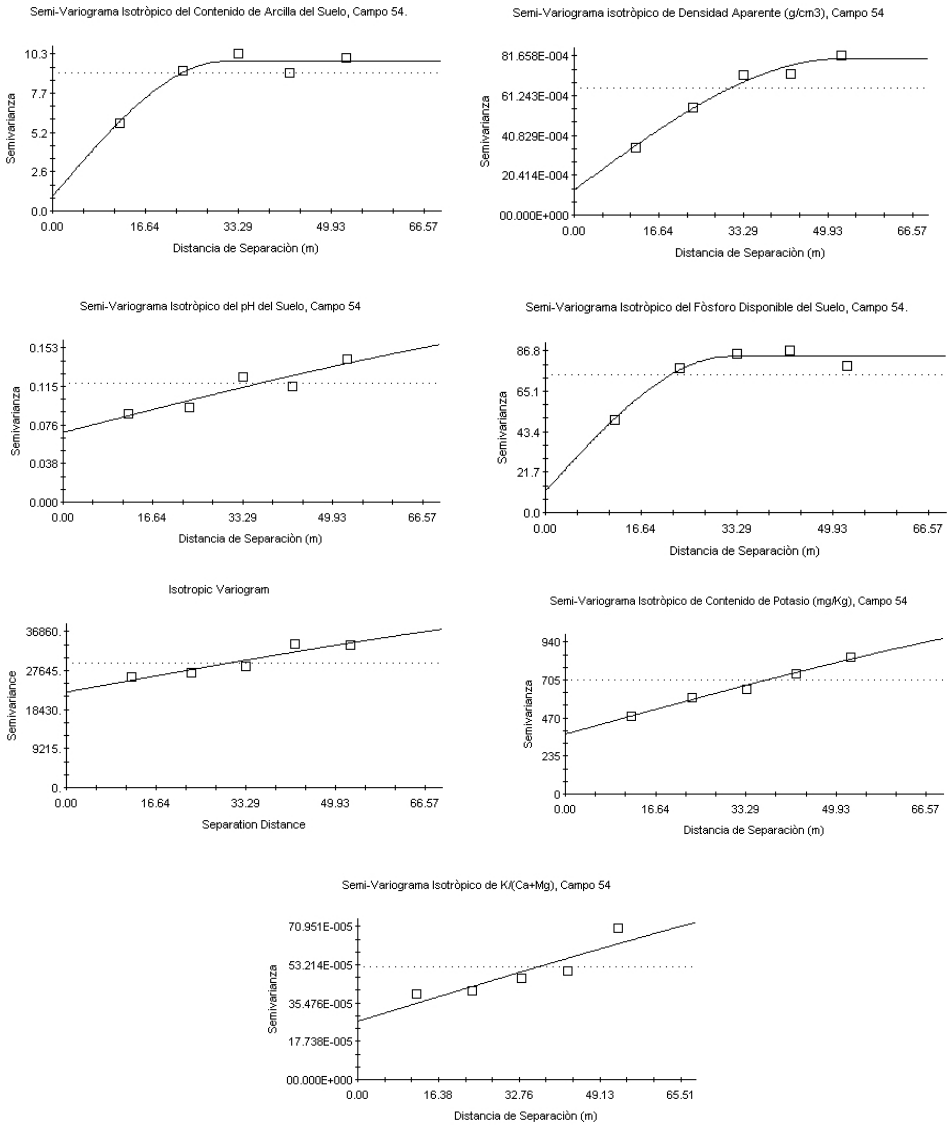 Semi-Variograma Isotròpico del Contenido de Arcilla del Suelo, Campo 54.
10.3
7.7
5.2
2.6
0.0
Semivarianza
0.00 16.64 33.29 49.93 66.57
Distancia de Separaciòn (m)
Semi-Variograma isotròpico de Densidad Aparente (g/cm3), Campo 54
81.658E-004
61.243E-004
40.829E-004
20.414E-004
00.000E+000
Semivarianza
0.00 16.64 33.29 49.93 66.57
Distancia de Separaciòn (m)
Semi-Variograma Isotròpico del pH del Suelo, Campo 54
0.153
0.115
0.076
0.038
0.000
Semivarianza
0.00 16.64 33.29 49.93 66.57
Distancia de Separaciòn (m)
Semi-Variograma Isotròpico del Fòsforo Disponible del Suelo, Campo 54.
86.8
65.1
43.4
21.7
0.0
Semivarianza
0.00 16.64 33.29 49.93 66.57
Distancia de Separaciòn (m)
Isotropic Variogram
36860.
27645.
18430.
9215.
0.
Semivariance
0.00 16.64 33.29 49.93 66.57
Separation Distance
Semi-Variograma Isotròpico de Contenido de Potasio (mg/Kg), Campo 54
940
705
470
235
0
Semivarianza
0.00 16.64 33.29 49.93 66.57
Distancia de Separaciòn (m)
Semi-Variograma Isotròpico de K/(Ca+Mg), Campo 54
70.951E-005
53.214E-005
35.476E-005
17.738E-005
00.000E+000
Semivarianza
0.00 16.38 32.76 49.13 65.51
Distancia de Separaciòn (m)